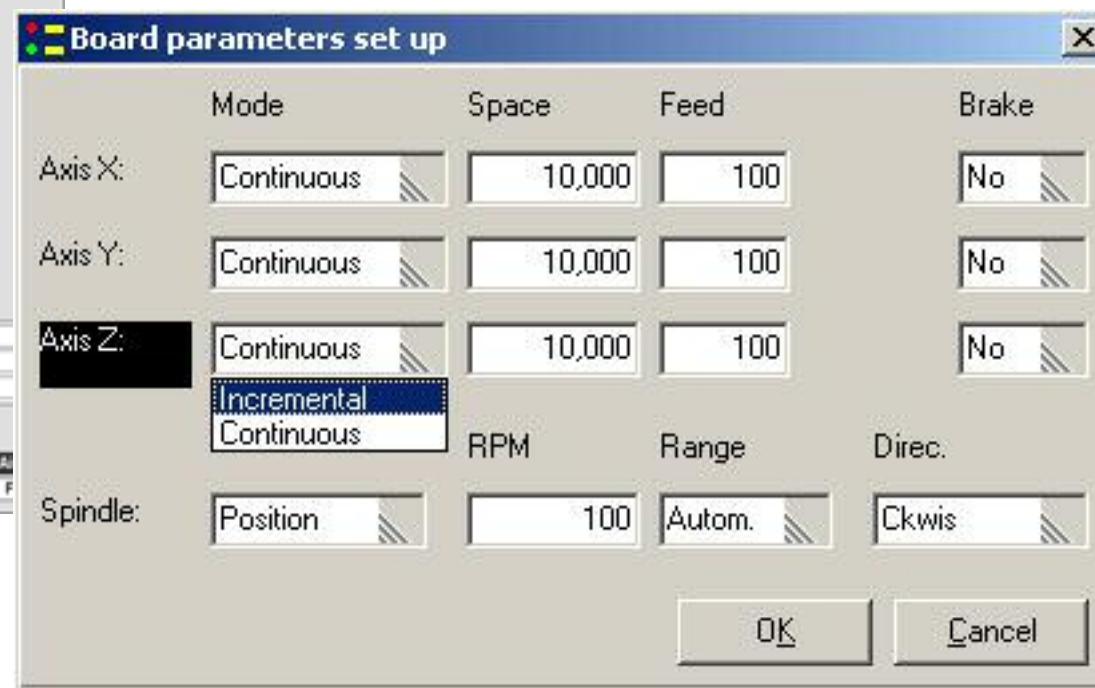 Board parameters set up
Mode Space Feed Brake
Axis X: Continuous 10,000 100 No
Axis Y: Continuous 10,000 100 No
Axis Z: Continuous 10,000 100 No
Incremental
Continuous
RPM Range Direc.
Spindle: Position 100 Autom. Ckwis
OK Cancel